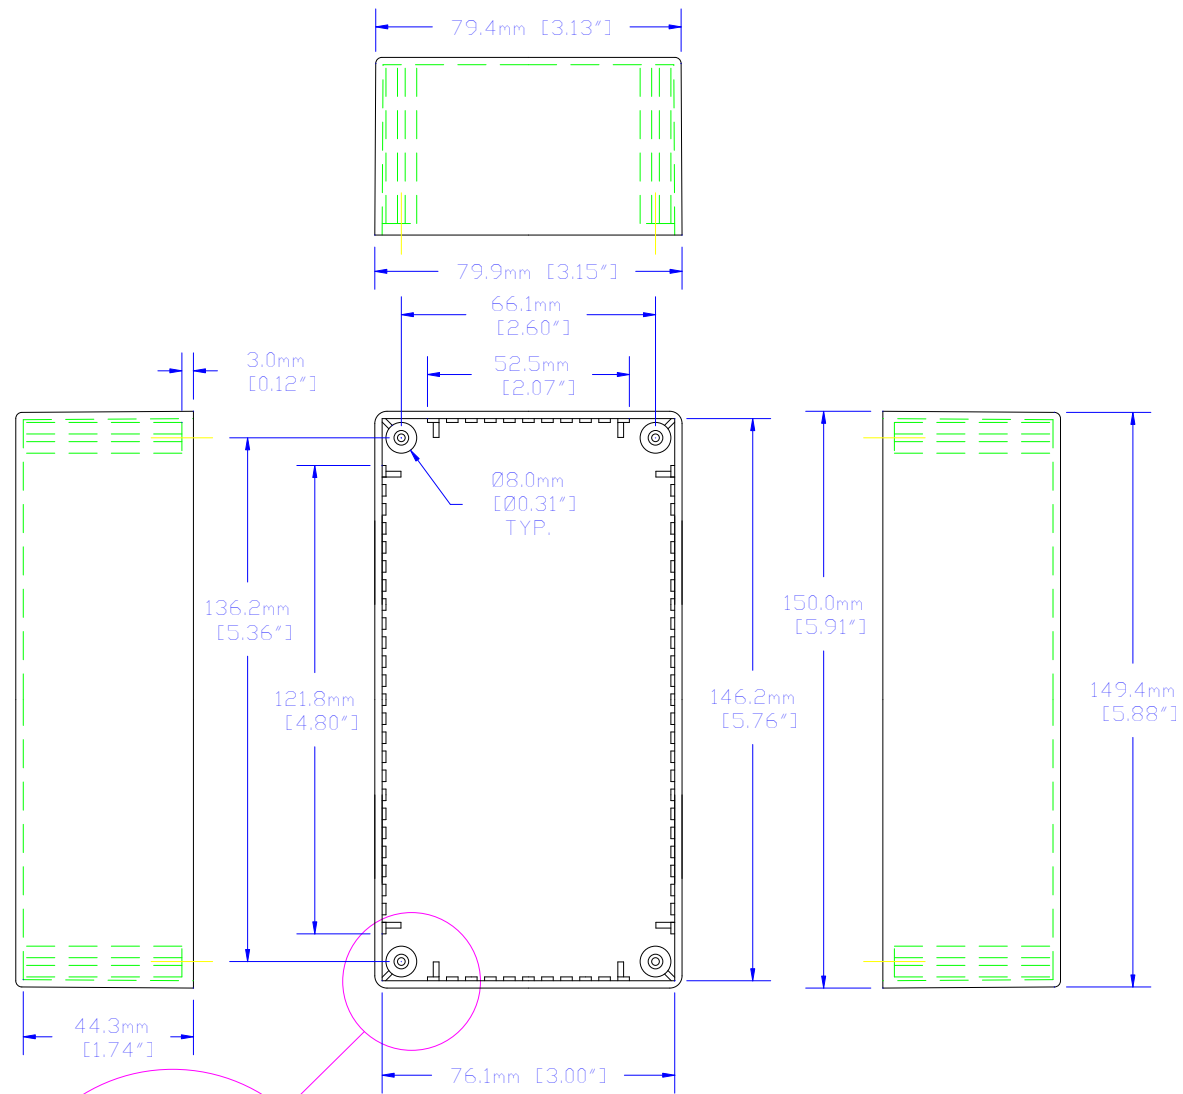 79.4mm [3.13"]
79.9mm [3.15"]
66.1mm
[2.60"]
3.0mm
[0.12"]
52.5mm
[2.07"]
Ø8.0mm
[Ø0.31"]
TYP.
136.2mm
[5.36"]
150.0mm
[5.91"]
121.8mm
[4.80"]
146.2mm
[5.76"]
149.4mm
[5.88"]
44.3mm
[1.74"]
76.1mm [3.00"]